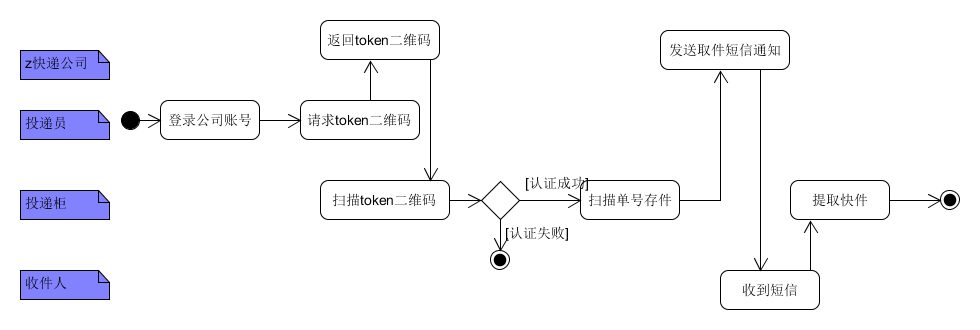 返回token二维码
发送取件短信通知
z快递公司
投递员
登录公司账号
请求token二维码
投递柜
扫描token二维码
[认证成功]
扫描单号存件
提取快件
[认证失败]
收件人
收到短信